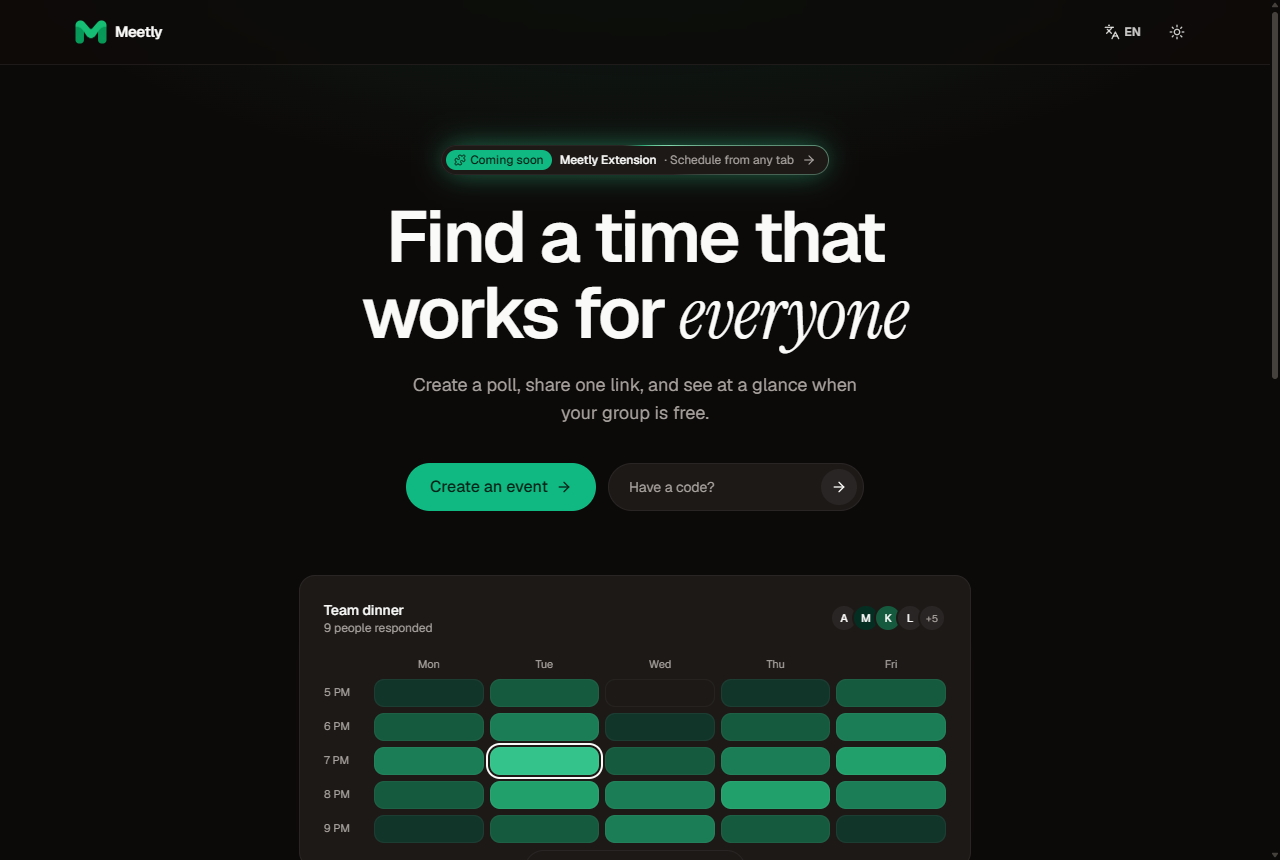 Meetly
EN
Coming soon Meetly Extension · Schedule from any tab
Find a time that
works for everyone
Create a poll, share one link, and see at a glance when
your group is free.
Create an event
Have a code?
Team dinner
9 people responded
A M K L +5
Mon Tue Wed Thu Fri
5 PM
6 PM
7 PM
8 PM
9 PM